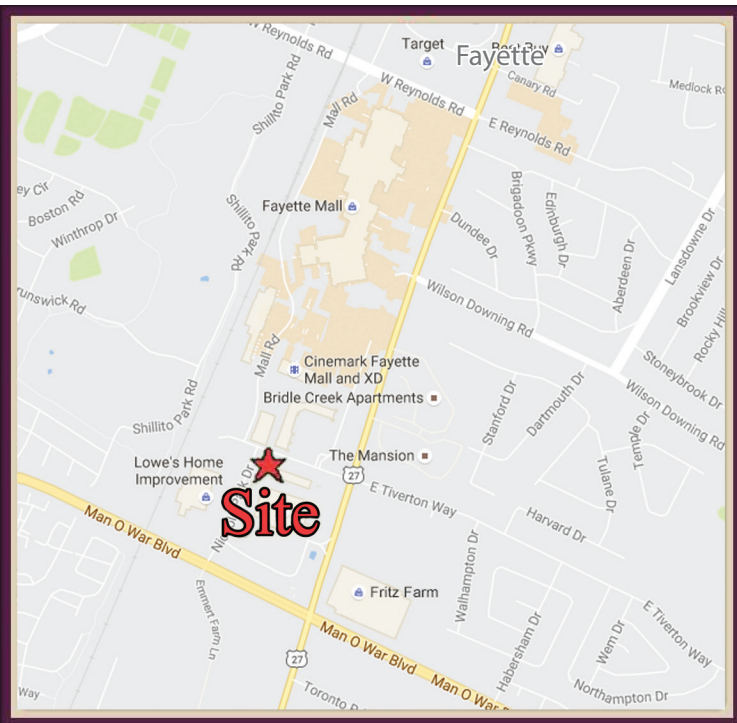 W Reynolds Rd
Target
Fayette
Best Buy
Canary Rd
Medlock Rd
Shillito Park Rd
Mall Rd
W Reynolds Rd
E Reynolds Rd
Boston Rd
Winthrop Dr
Shillito Park Rd
Fayette Mall
Dundee Dr
Brigadoon Pkwy
Edinburgh Dr
Aberdeen Dr
Lansdowne Dr
Brookview Dr
Rocky Hil
runswick Rd
Wilson Downing Rd
Mall Rd
Cinemark Fayette
Mall and XD
Bridle Creek Apartments
Stoneybrook Dr
Wilson Downing Rd
Shillito Park Rd
Stanford Dr
Dartmouth Dr
Temple Dr
Tulane Dr
The Mansion
Lowe's Home
Improvement
27
E Tiverton Way
Harvard Dr
Site
Man O War Blvd
Emmert Farm Ln
Fritz Farm
Walhampton Dr
Habersham Dr
Wem Dr
E Tiverton Way
Northampton Dr
Man O War Blvd
27
Man O War
Toronto
Way